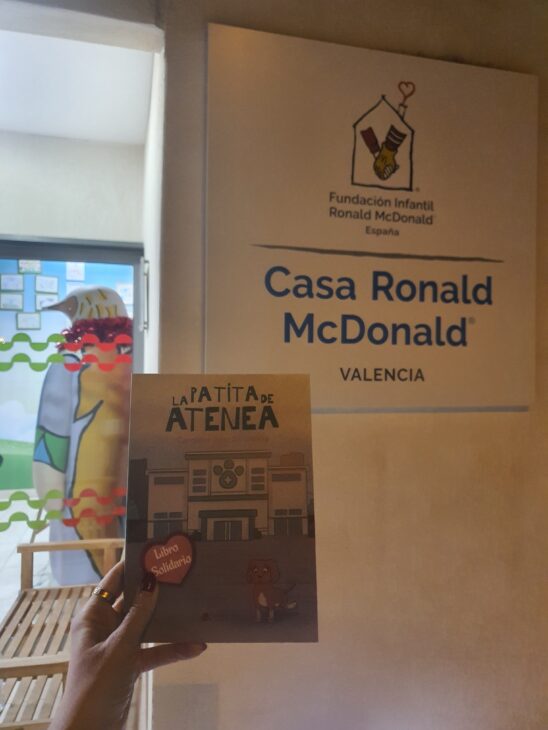 Fundación Infantil
Ronald McDonald
España
Casa Ronald
McDonald®
VALENCIA
LA PATITA DE
ATENEA
Libro
Solidario